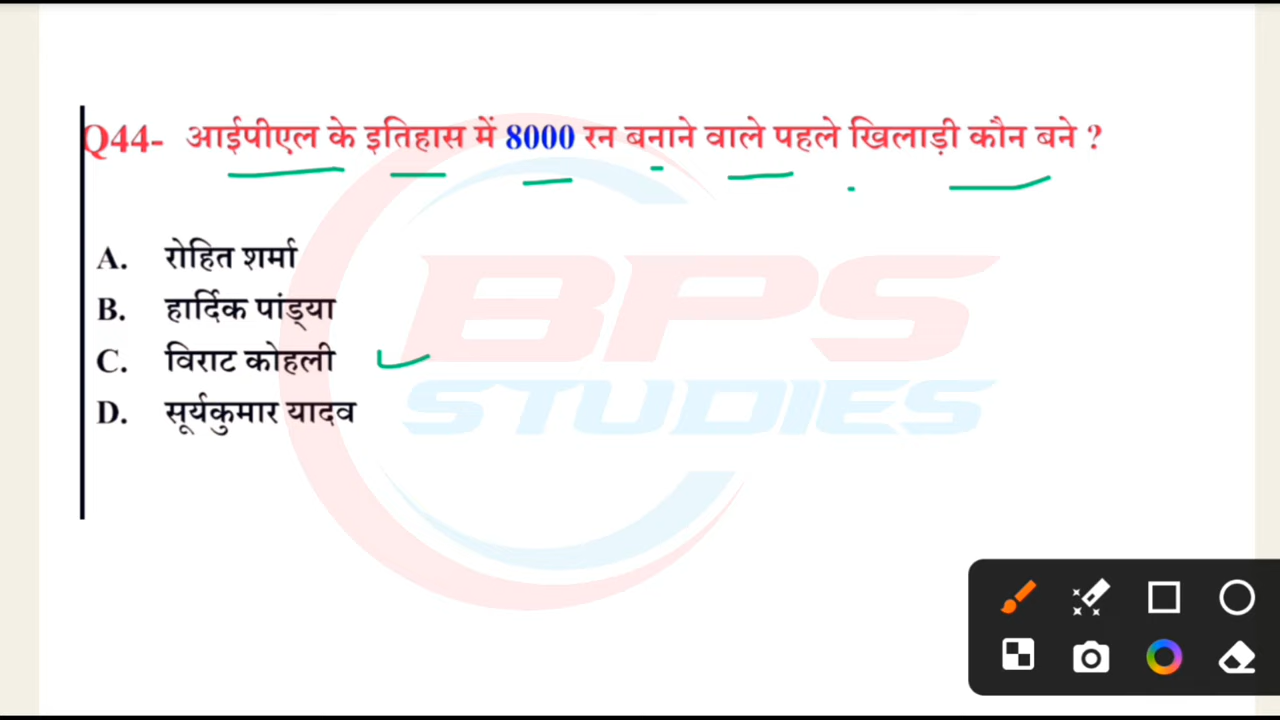 Q44- आईपीएल के इतिहास में 8000 रन बनाने वाले पहले खिलाड़ी कौन बने ?
A. रोहित शर्मा
B. हार्दिक पांड्या
C. विराट कोहली
D. सूर्यकुमार यादव
BPS
STUDIES